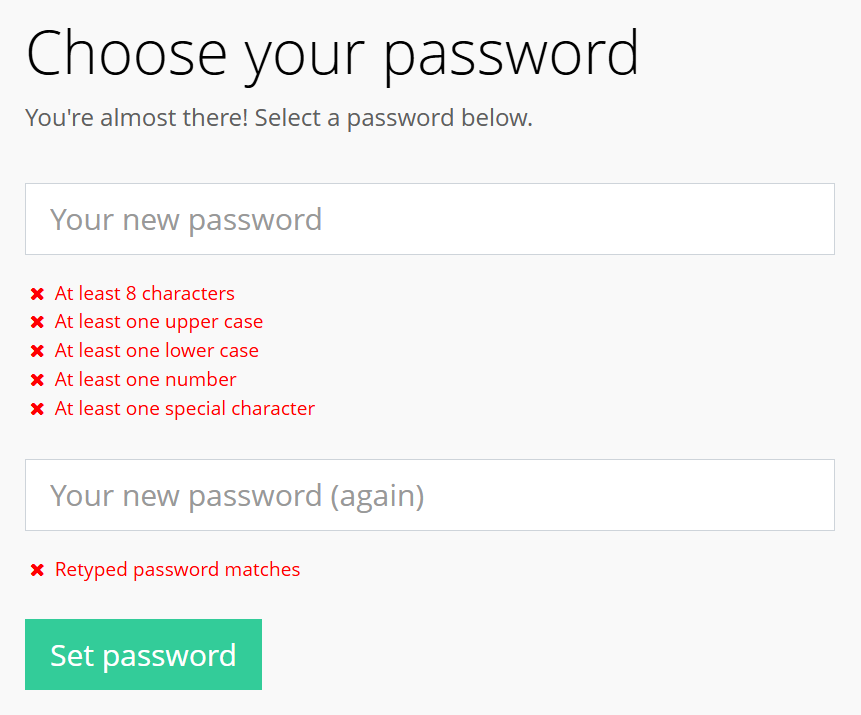 Choose your password
You're almost there! Select a password below.
Your new password
At least 8 characters
At least one upper case
At least one lower case
At least one number
At least one special character
Your new password (again)
Retyped password matches
Set password